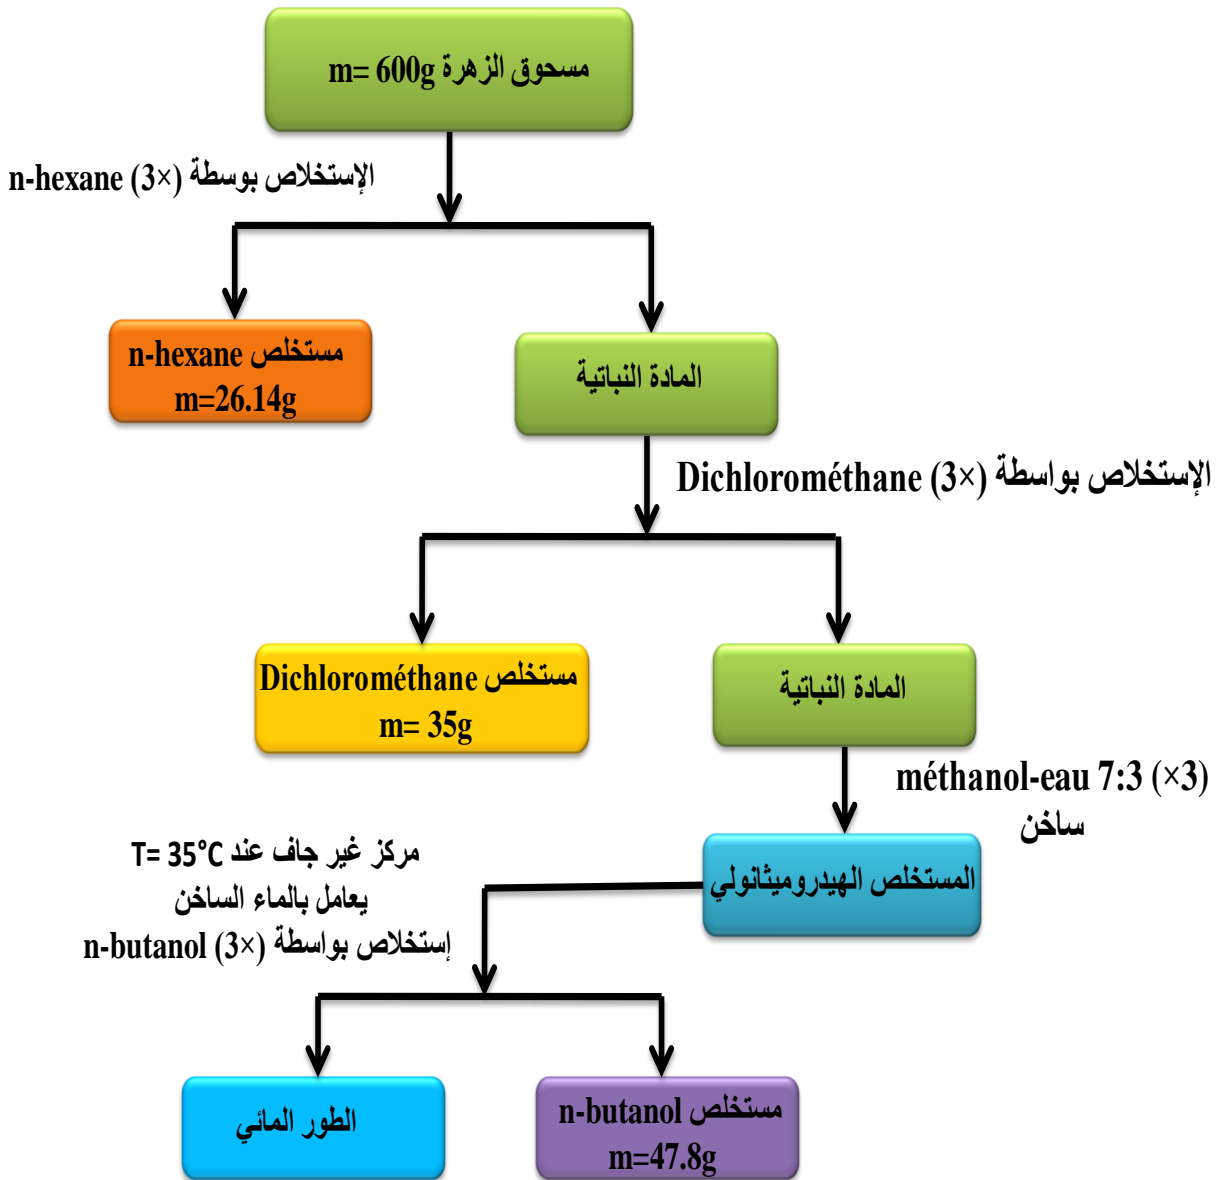 مسحوق الزهرة m= 600g
الإستخلاص بوسطة n-hexane (3×)
مستخلص n-hexane
m=26.14g
المادة النباتية
الإستخلاص بواسطة Dichlorométhane (3×)
مستخلص Dichlorométhane
m= 35g
المادة النباتية
méthanol-eau 7:3 (×3)
ساخن
المستخلص الهيدروميثانولي
مركز غير جاف عند T= 35°C
يعامل بالماء الساخن
إستخلاص بواسطة n-butanol (3×)
الطور المائي
مستخلص n-butanol
m=47.8g